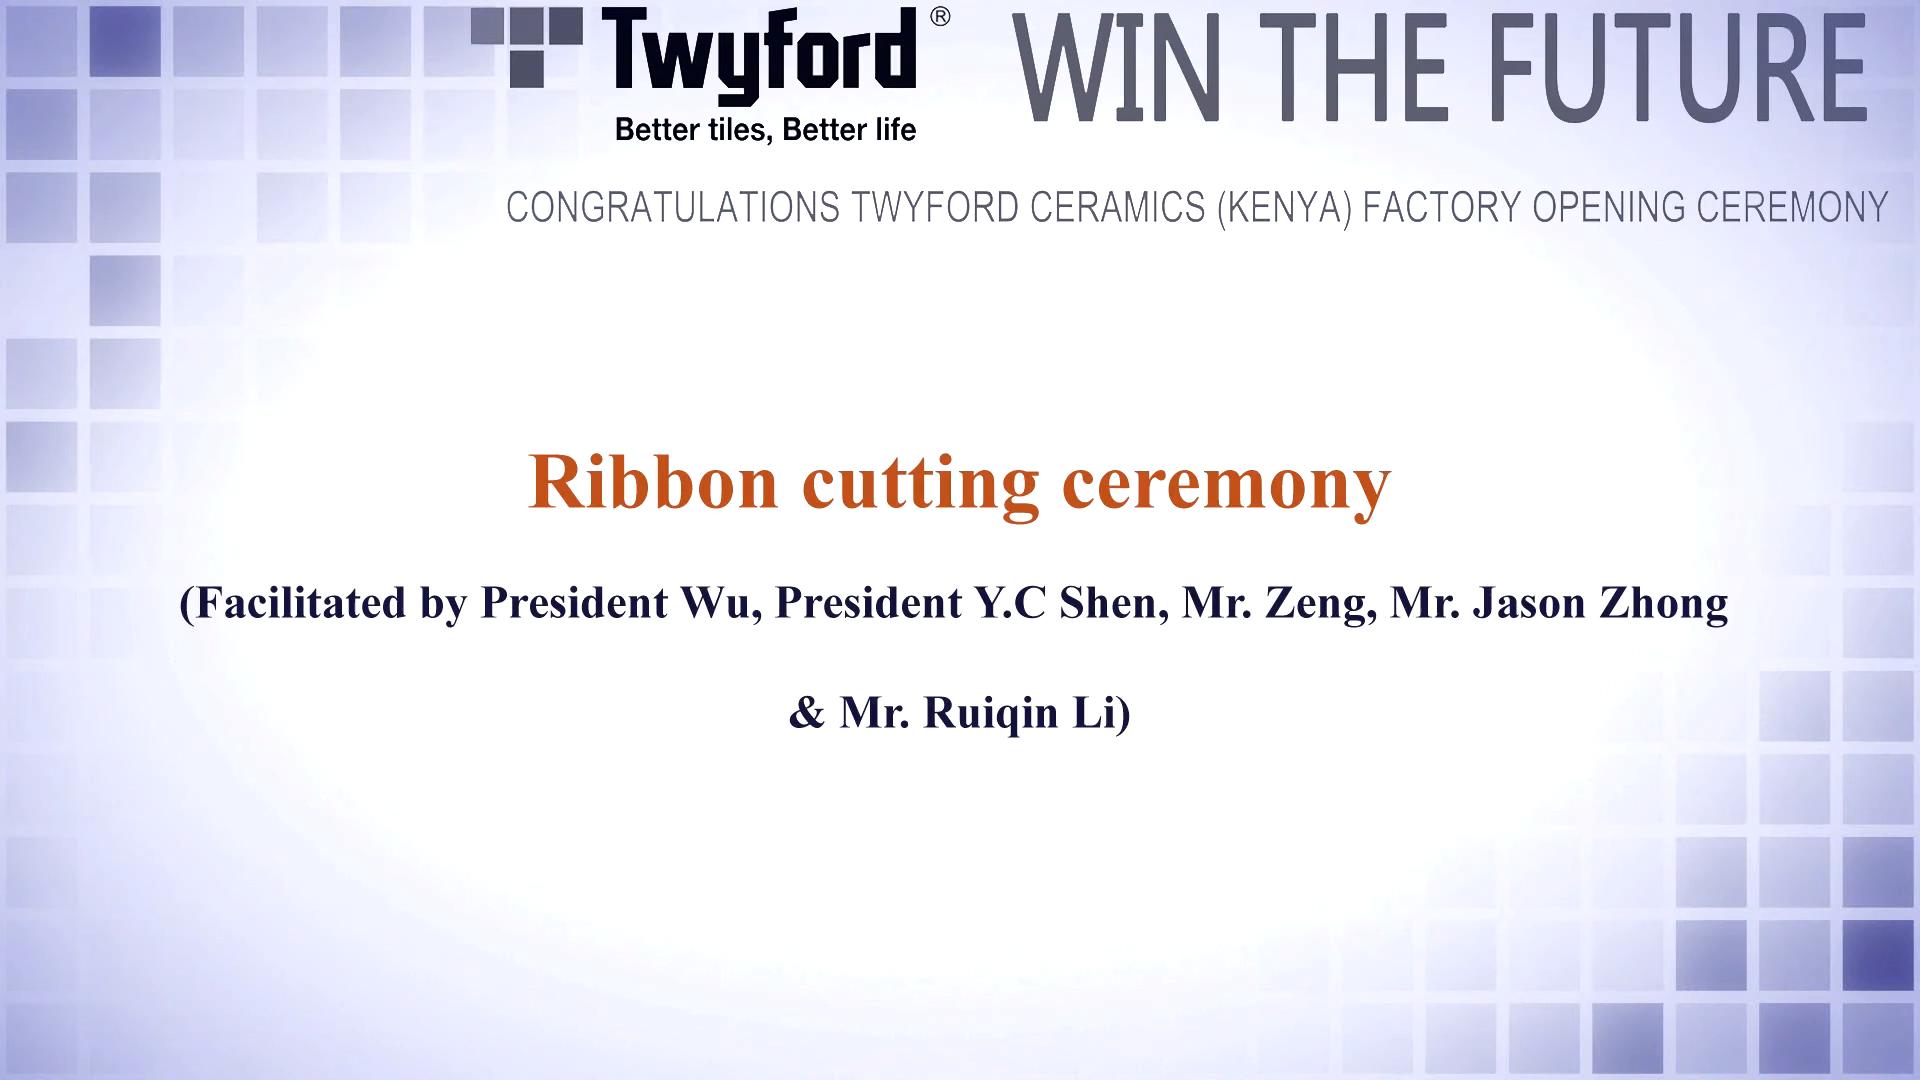 Twyford ®
Better tiles, Better life
WIN THE FUTURE
CONGRATULATIONS TWYFORD CERAMICS (KENYA) FACTORY OPENING CEREMONY
Ribbon cutting ceremony
(Facilitated by President Wu, President Y.C Shen, Mr. Zeng, Mr. Jason Zhong
& Mr. Ruiqin Li)